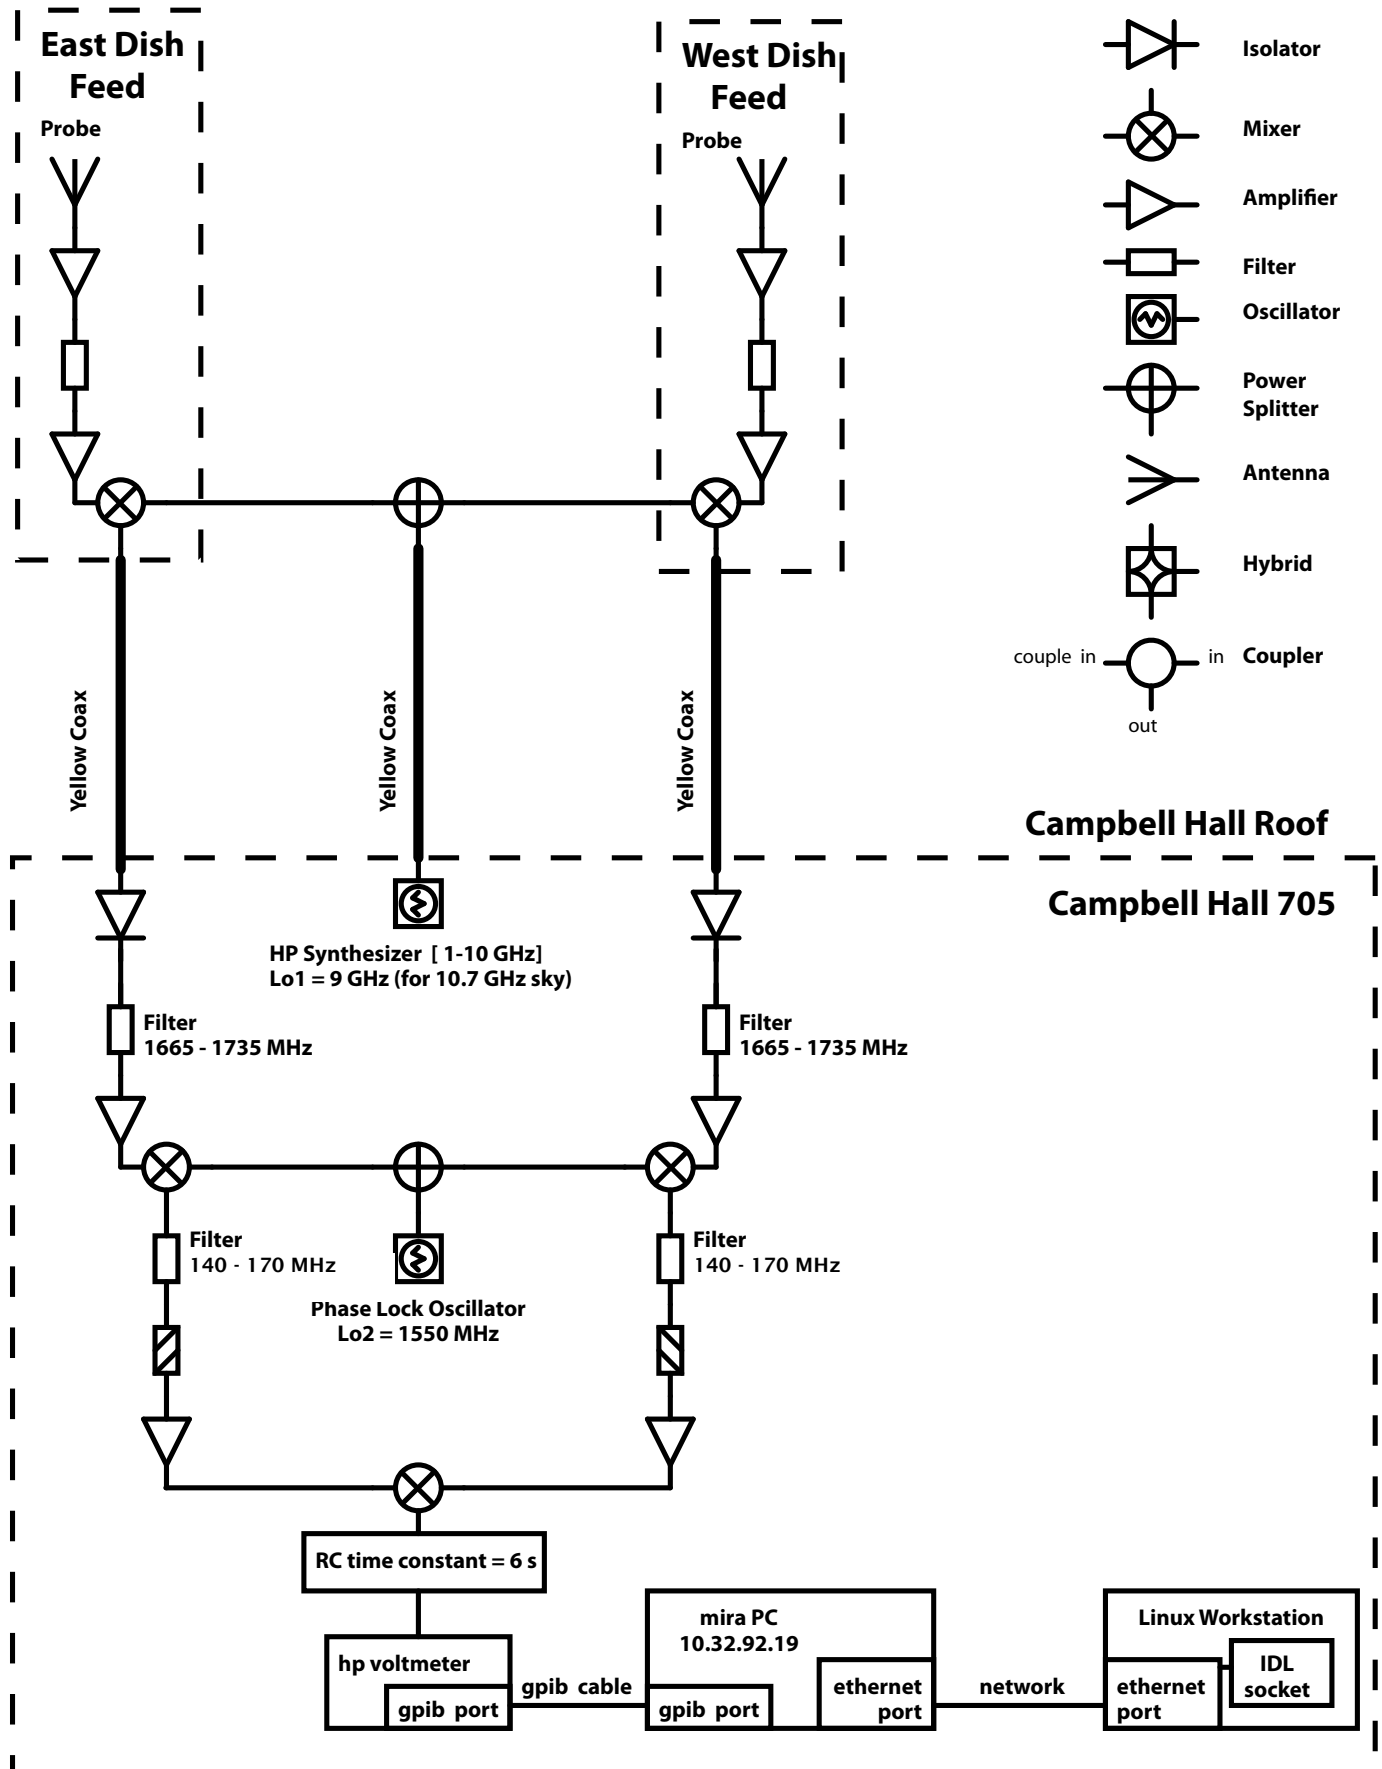 East Dish
Feed
Probe
West Dish
Feed
Probe
Isolator
Mixer
Amplifier
Filter
Oscillator
Power
Splitter
Antenna
Hybrid
couple in
in
Coupler
out
Yellow Coax
Yellow Coax
Yellow Coax
Campbell Hall Roof
Campbell Hall 705
HP Synthesizer [ 1-10 GHz]
Lo1 = 9 GHz (for 10.7 GHz sky)
Filter
1665 - 1735 MHz
Filter
1665 - 1735 MHz
Filter
140 - 170 MHz
Filter
140 - 170 MHz
Phase Lock Oscillator
Lo2 = 1550 MHz
RC time constant = 6 s
hp voltmeter
gpib port
gpib cable
mira PC
10.32.92.19
gpib port
ethernet
port
network
Linux Workstation
ethernet
port
IDL
socket